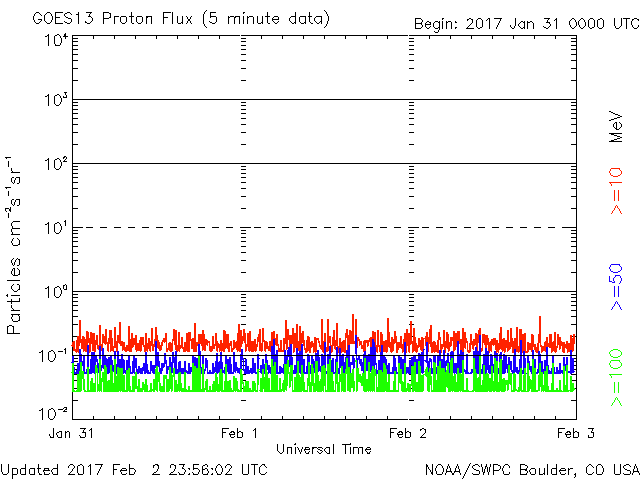 GOES13 Proton Flux (5 minute data)
Begin: 2017 Jan 31 0000 UTC
Particles cm⁻²s⁻¹sr⁻¹
10⁴
10³
10²
10¹
10⁰
10⁻¹
10⁻²
Jan 31
Feb 1
Feb 2
Feb 3
Universal Time
MeV
>=10
>=50
>=100
Updated 2017 Feb  2 23:56:02 UTC
NOAA/SWPC Boulder, CO USA